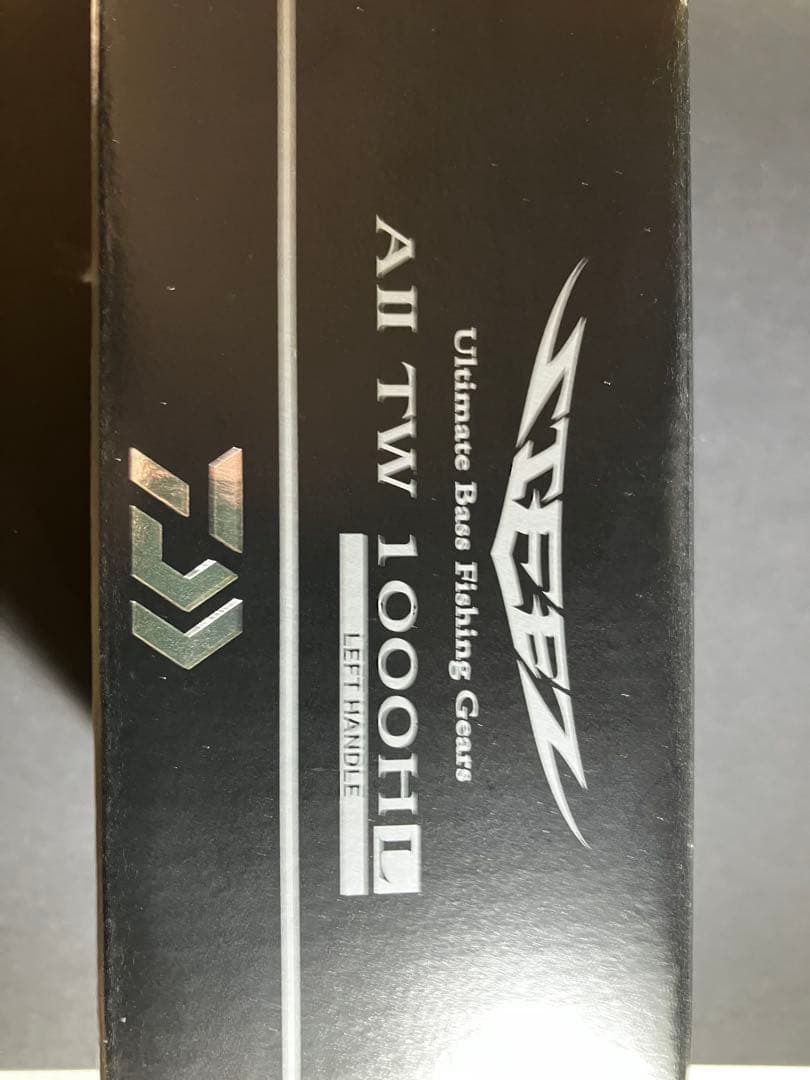 STEEZ
Ultimate Bass Fishing Gears
AII TW 1000HL
LEFT HANDLE